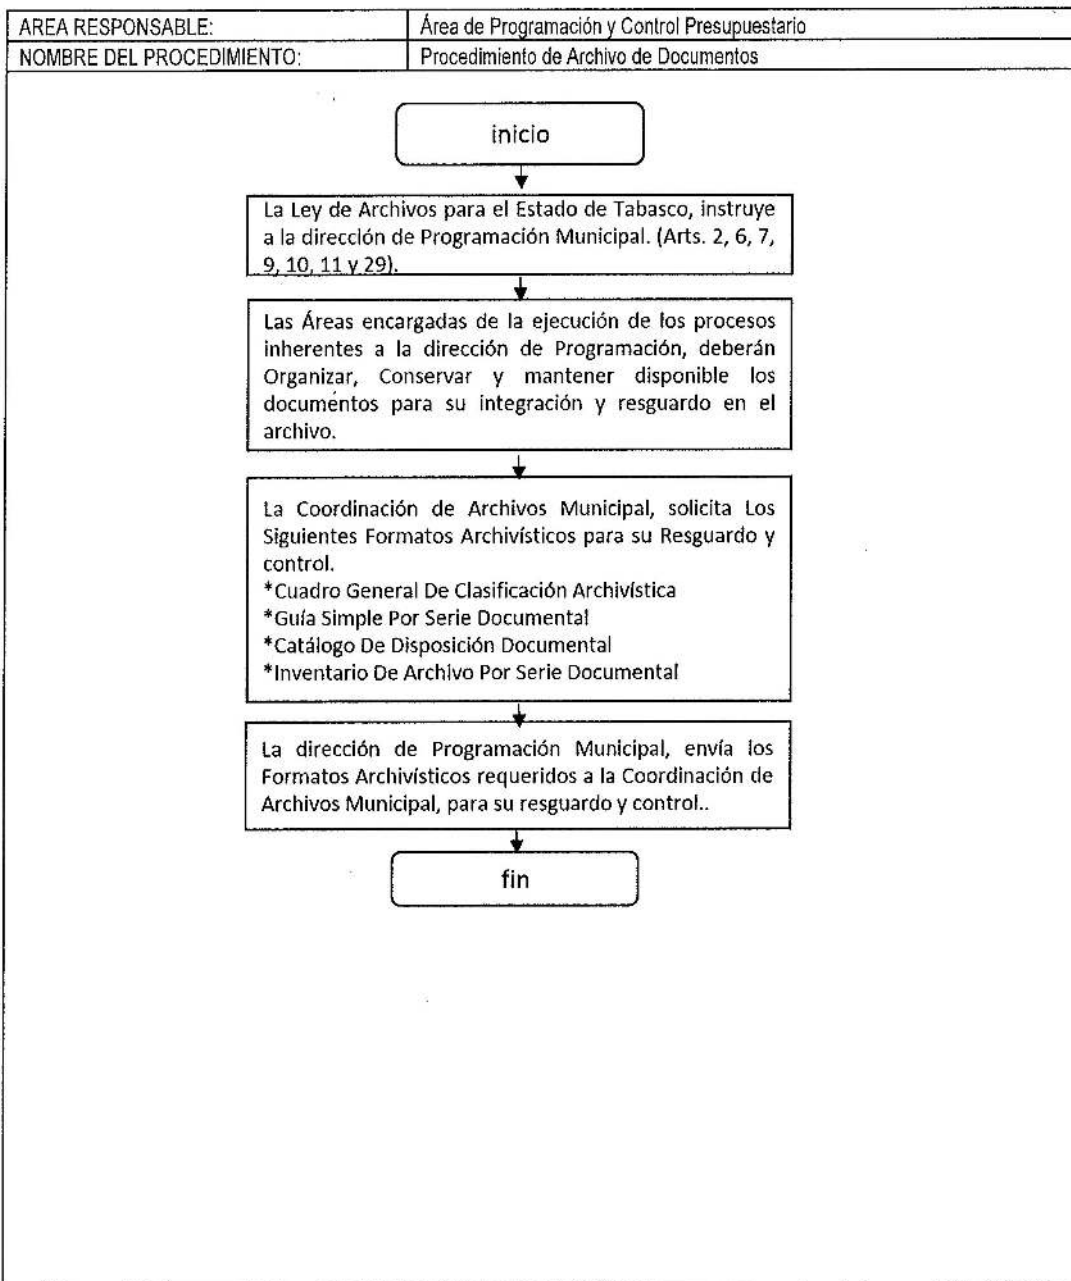 AREA RESPONSABLE: Área de Programación y Control Presupuestario
NOMBRE DEL PROCEDIMIENTO: Procedimiento de Archivo de Documentos
inicio
La Ley de Archivos para el Estado de Tabasco, instruye
a la dirección de Programación Municipal. (Arts. 2, 6, 7,
9, 10, 11 y 29).
Las Áreas encargadas de la ejecución de los procesos
inherentes a la dirección de Programación, deberán
Organizar, Conservar y mantener disponible los
documentos para su integración y resguardo en el
archivo.
La Coordinación de Archivos Municipal, solicita Los
Siguientes Formatos Archivísticos para su Resguardo y
control.
*Cuadro General De Clasificación Archivística
*Guía Simple Por Serie Documental
*Catálogo De Disposición Documental
*Inventario De Archivo Por Serie Documental
La dirección de Programación Municipal, envía los
Formatos Archivísticos requeridos a la Coordinación de
Archivos Municipal, para su resguardo y control..
fin